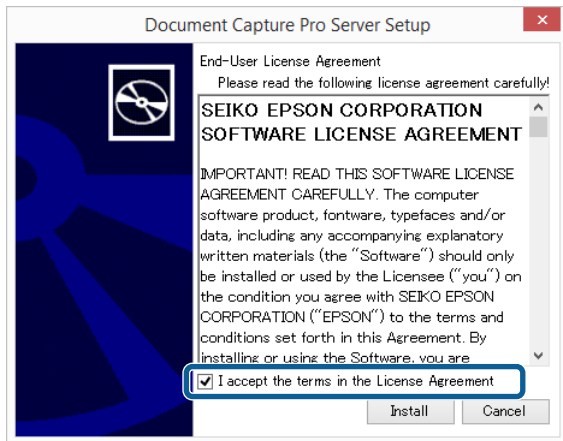 Document Capture Pro Server Setup
End-User License Agreement
Please read the following license agreement carefully!
SEIKO EPSON CORPORATION
SOFTWARE LICENSE AGREEMENT
IMPORTANT! READ THIS SOFTWARE LICENSE
AGREEMENT CAREFULLY. The computer
software product, fontware, typefaces and/or
data, including any accompanying explanatory
written materials (the "Software") should only
be installed or used by the Licensee ("you") on
the condition you agree with SEIKO EPSON
CORPORATION ("EPSON") to the terms and
conditions set forth in this Agreement. By
installing or using the Software, you are
I accept the terms in the License Agreement
Install Cancel